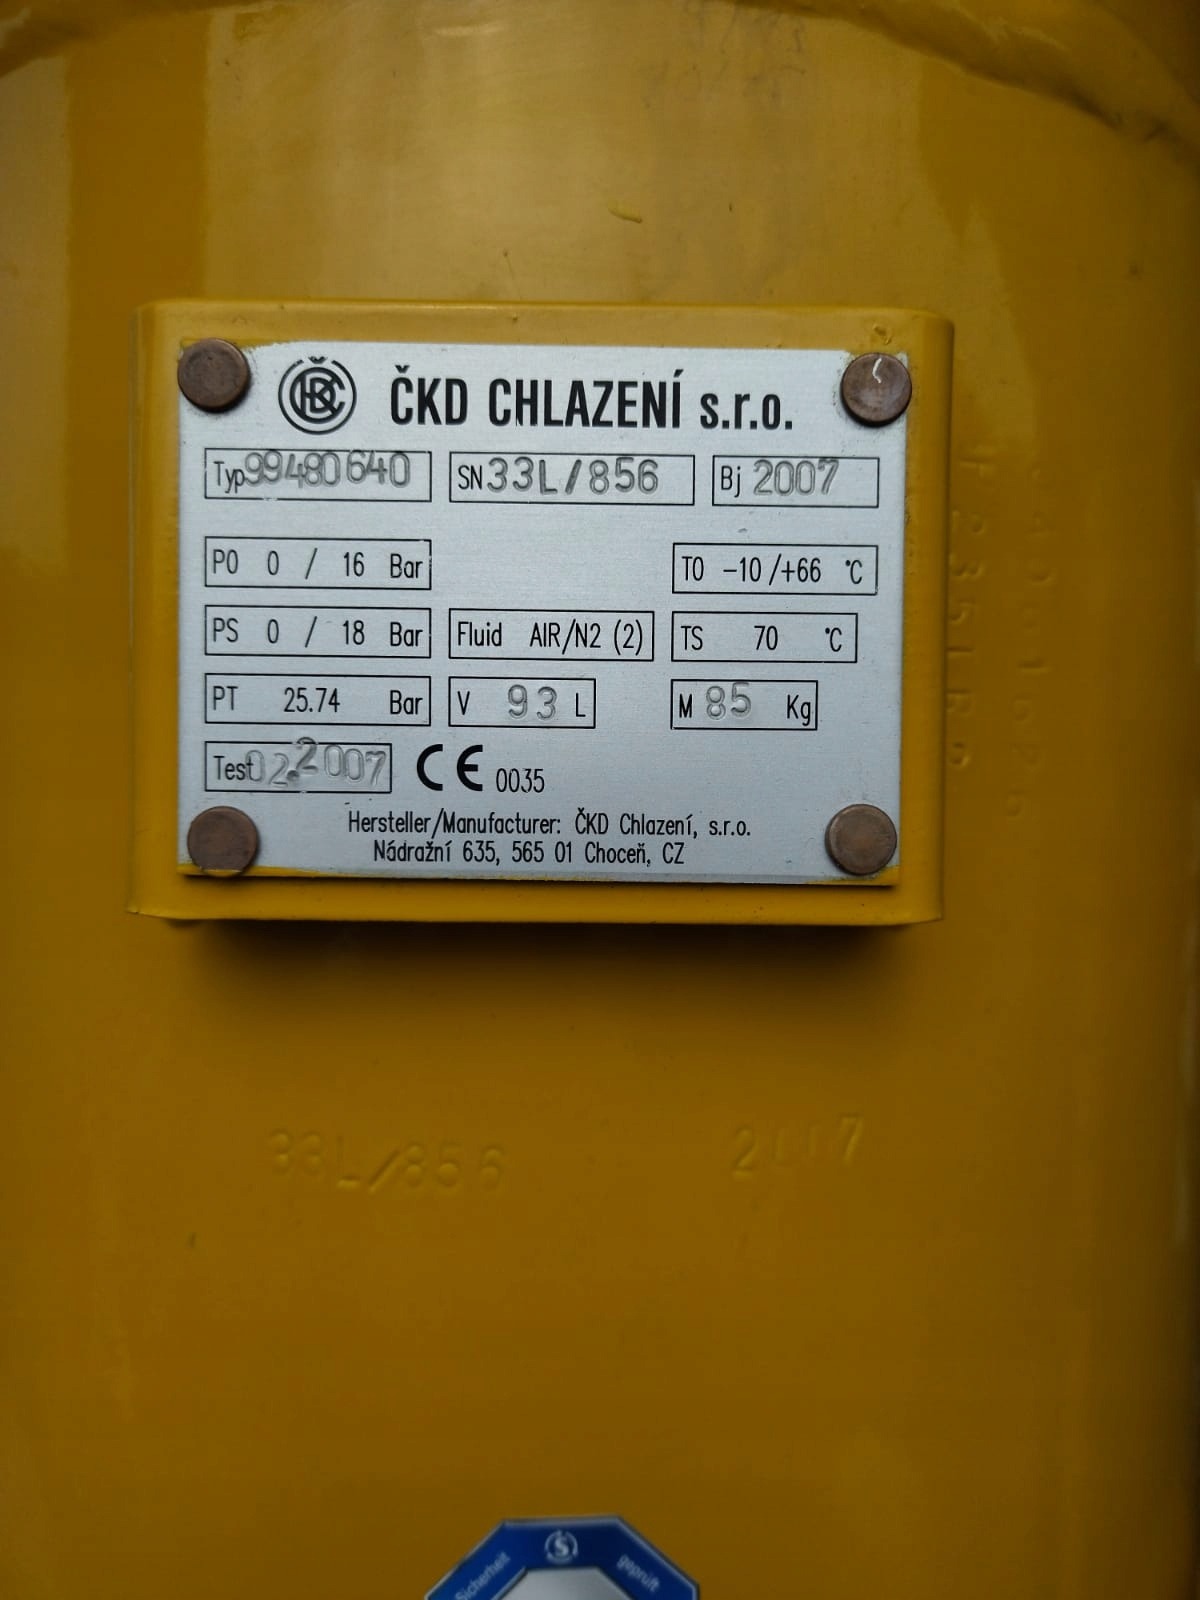 ČKD CHLAZENÍ s.r.o.
Typ 99480640 SN 33L/856 Bj 2007
PO 0 / 16 Bar TO -10/+66 °C
PS 0 / 18 Bar Fluid AIR/N2 (2) TS 70 °C
PT 25.74 Bar V 93 L M 85 Kg
Test 02.2007 CE 0035
Hersteller/Manufacturer: ČKD Chlazení, s.r.o.
Nádražní 635, 565 01 Choceň, CZ
33L/856 2007
Sicherheit S geprüft